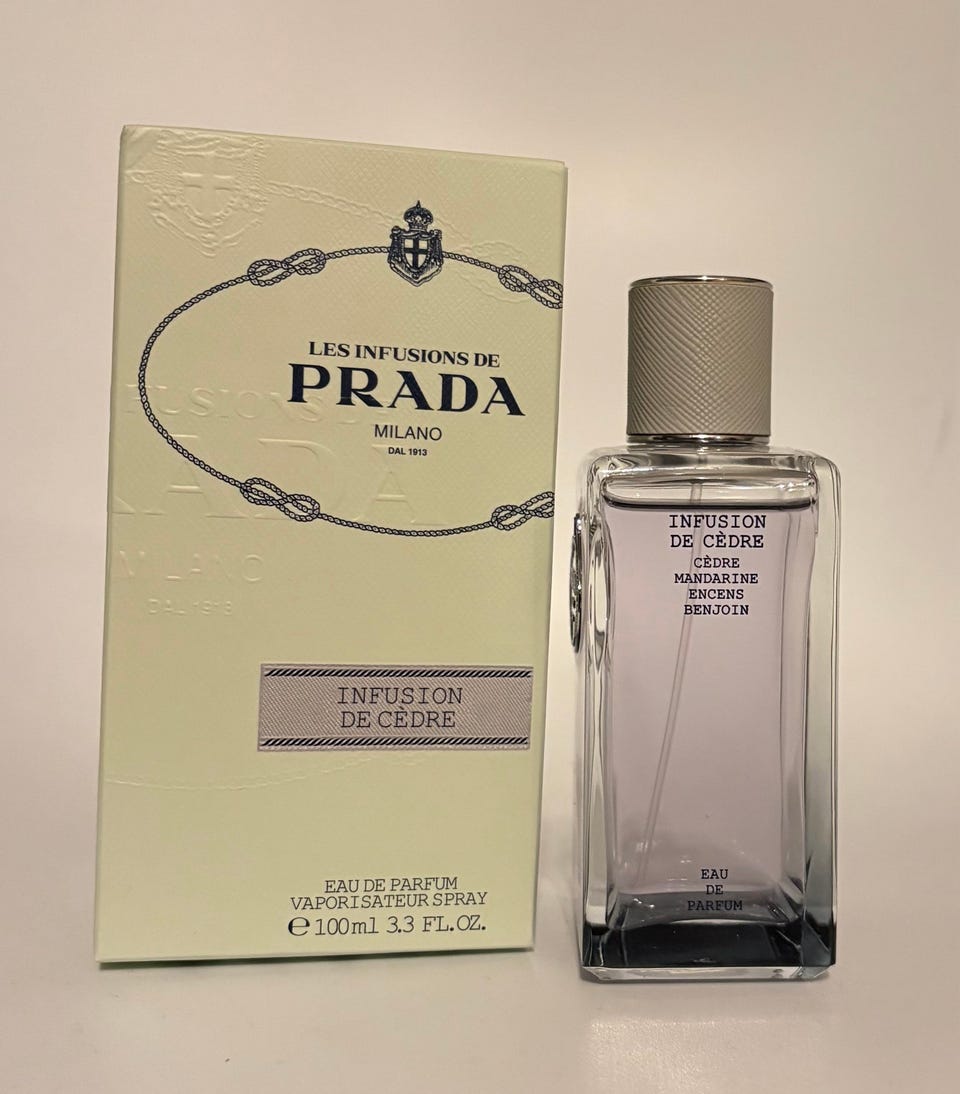 LES INFUSIONS DE
PRADA
MILANO
DAL 1913
INFUSION
DE CÈDRE
EAU DE PARFUM
VAPORISATEUR SPRAY
℮ 100ml 3.3 FL.OZ.
INFUSION
DE CÈDRE
CÈDRE
MANDARINE
ENCENS
BENJOIN
EAU
DE
PARFUM